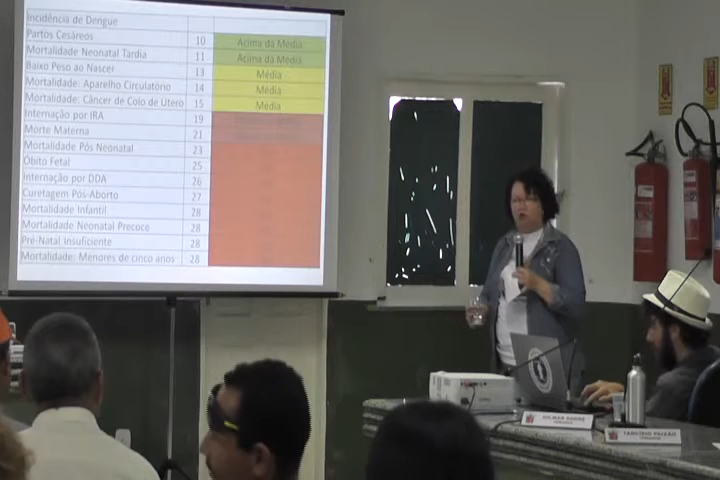 Incidência de Dengue
Partos Cesáreos 10 Acima da Média
Mortalidade Neonatal Tardia 11 Acima da Média
Baixo Peso ao Nascer 13 Média
Mortalidade: Aparelho Circulatório 14 Média
Mortalidade: Câncer de Colo de Útero 15 Média
Internação por IRA 19
Morte Materna 21
Mortalidade Pós Neonatal 23
Óbito Fetal 25
Internação por DDA 26
Curetagem Pós-Aborto 27
Mortalidade Infantil 28
Mortalidade Neonatal Precoce 28
Pré-Natal Insuficiente 28
Mortalidade: Menores de cinco anos 28